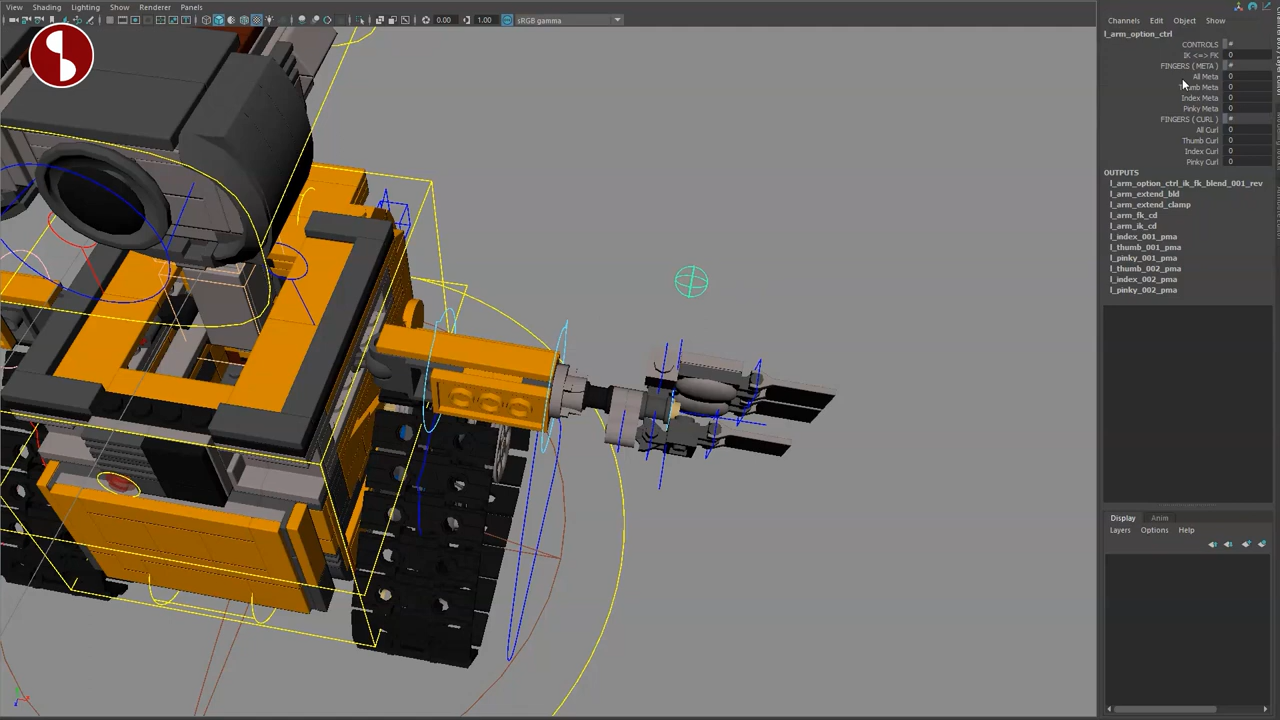 View Shading Lighting Show Renderer Panels
0.00 1.00 sRGB gamma
Channels Edit Object Show
l_arm_option_ctrl
CONTROLS #
IK <=> FK 0
FINGERS ( META ) #
All Meta 0
Thumb Meta 0
Index Meta 0
Pinky Meta 0
FINGERS ( CURL ) #
All Curl 0
Thumb Curl 0
Index Curl 0
Pinky Curl 0
OUTPUTS
l_arm_option_ctrl_ik_fk_blend_001_rev
l_arm_extend_bld
l_arm_extend_clamp
l_arm_fk_cd
l_arm_ik_cd
l_index_001_pma
l_thumb_001_pma
l_pinky_001_pma
l_thumb_002_pma
l_index_002_pma
l_pinky_002_pma
Display Anim
Layers Options Help